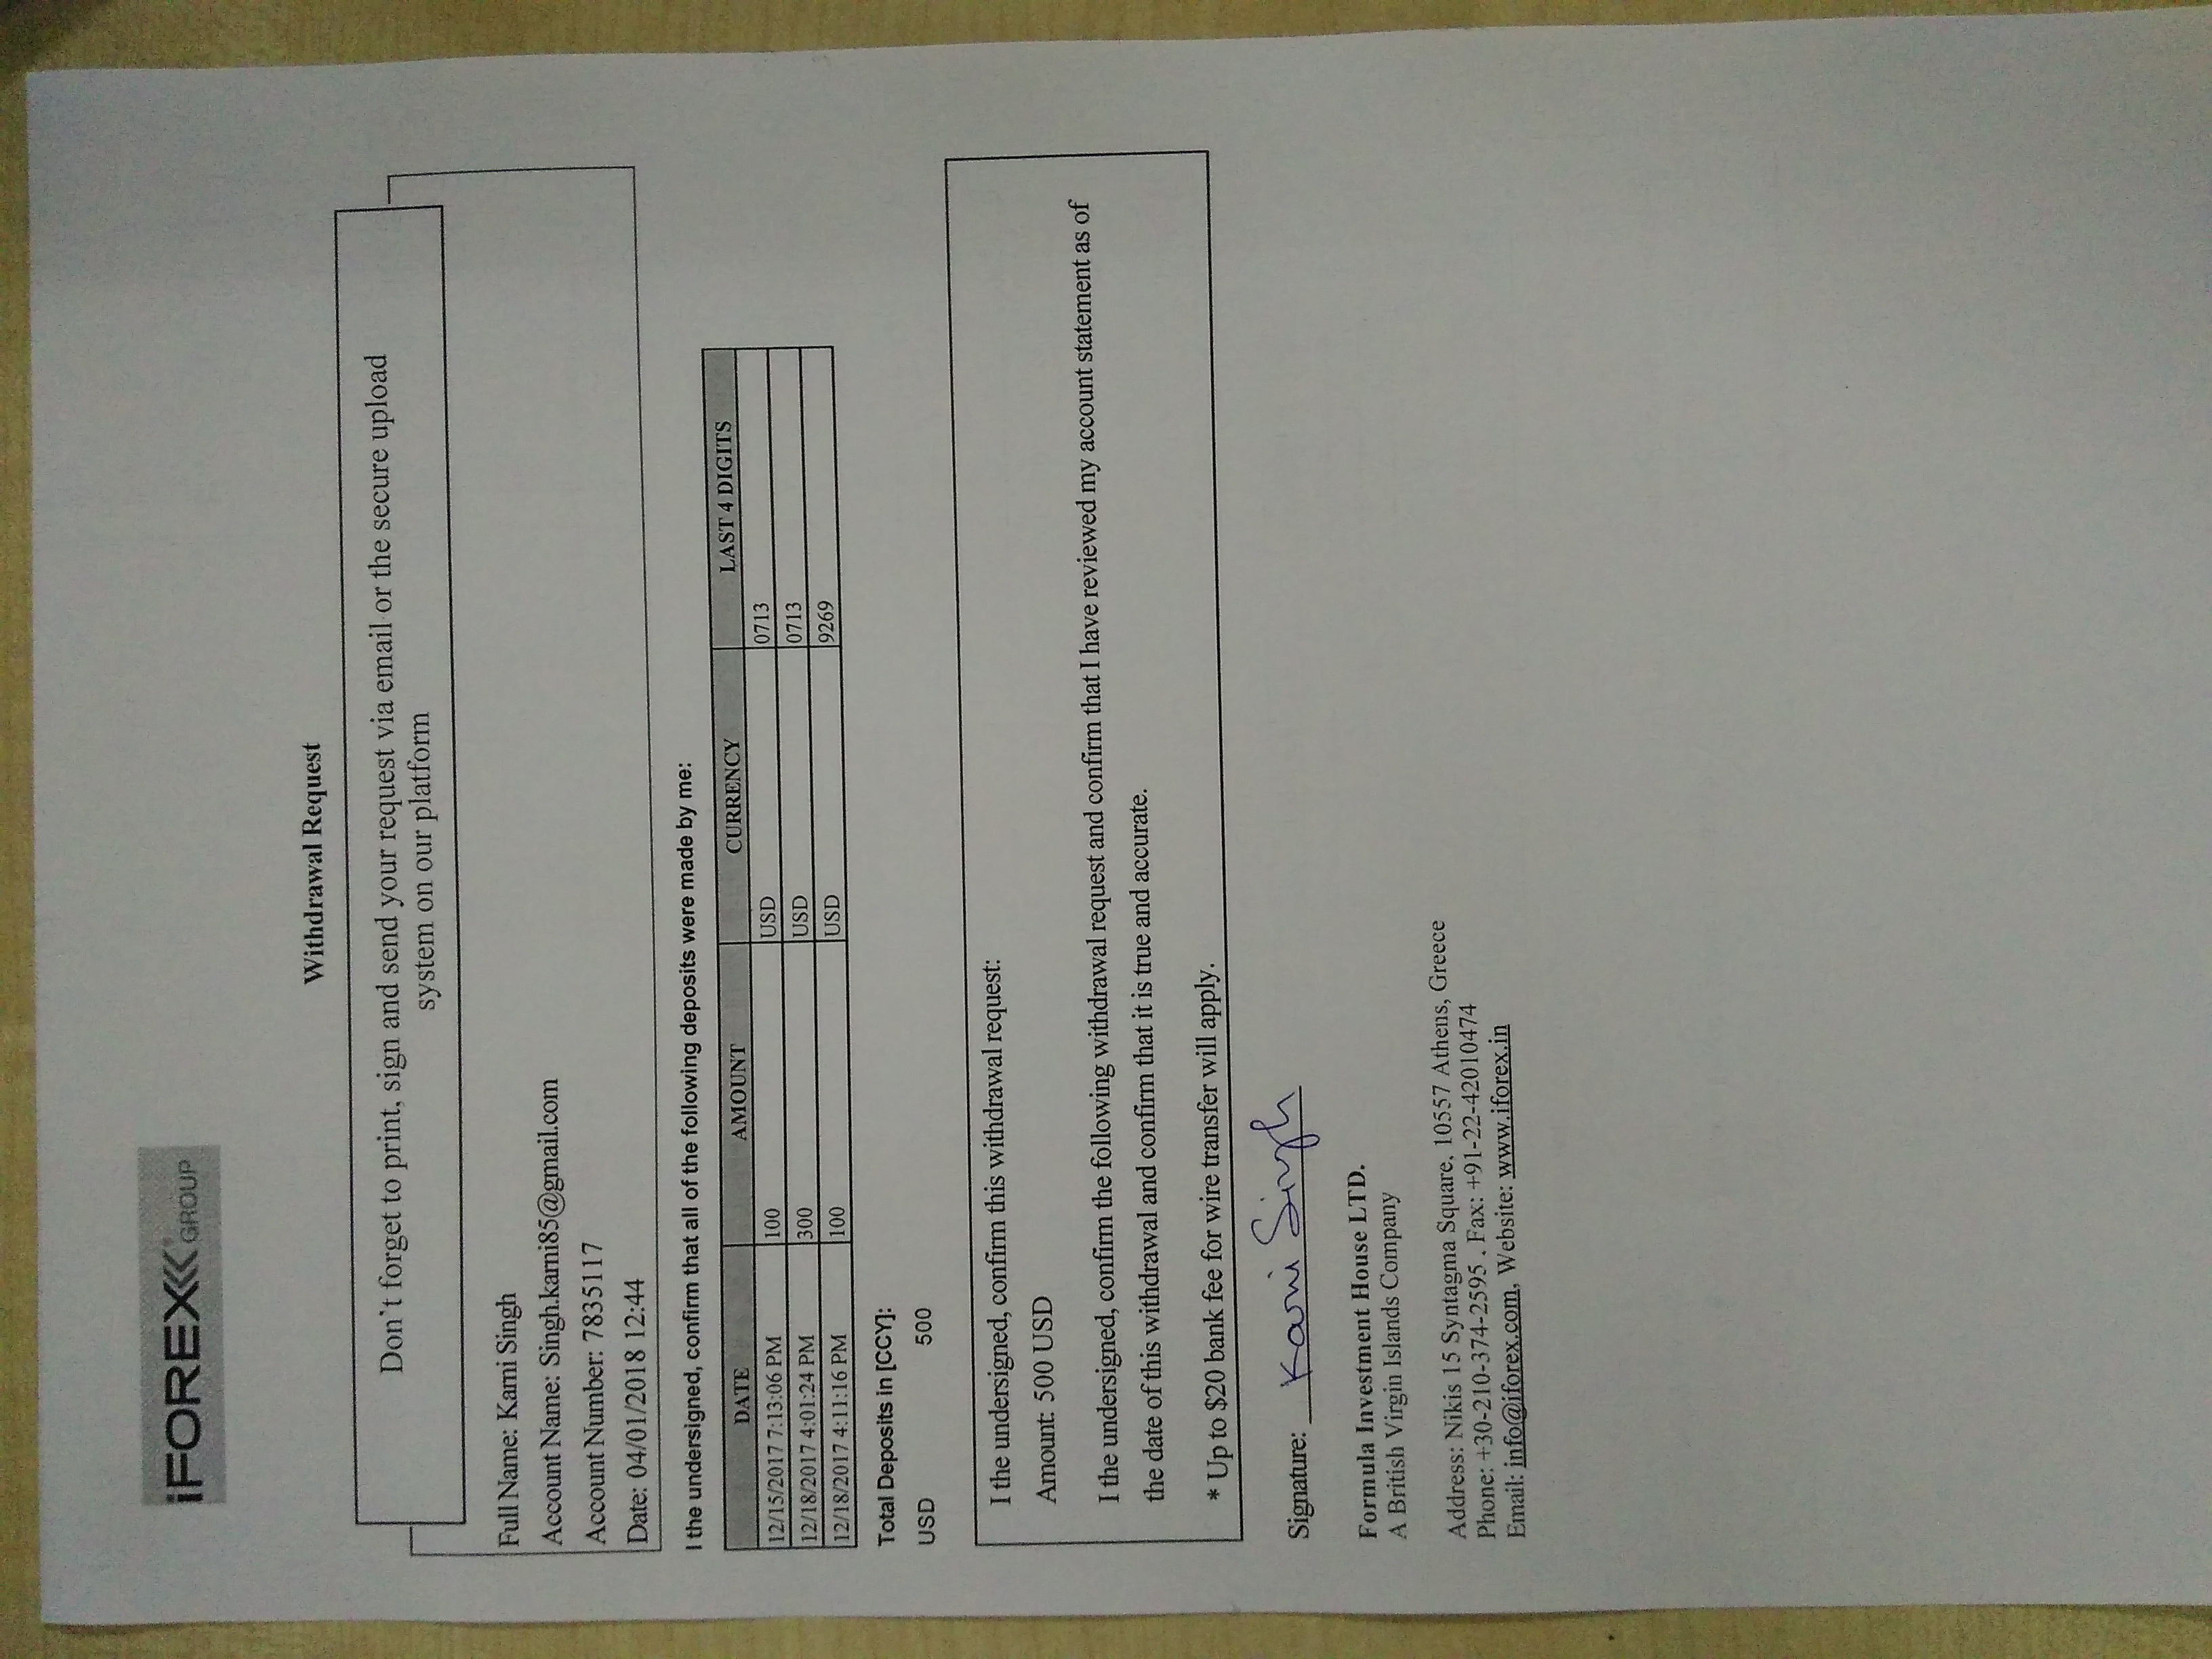 iFOREX GROUP
Withdrawal Request
Don't forget to print, sign and send your request via email or the secure upload
system on our platform
Full Name: Karni Singh
Account Name: Singh.karni85@gmail.com
Account Number: 7835117
Date: 04/01/2018 12:44
I the undersigned, confirm that all of the following deposits were made by me:
DATE AMOUNT CURRENCY LAST 4 DIGITS
12/15/2017 7:13:06 PM 100 USD 0713
12/18/2017 4:01:24 PM 300 USD 0713
12/18/2017 4:11:16 PM 100 USD 9269
Total Deposits in [CCY]:
USD 500
I the undersigned, confirm this withdrawal request:
Amount: 500 USD
I the undersigned, confirm the following withdrawal request and confirm that I have reviewed my account statement as of
the date of this withdrawal and confirm that it is true and accurate.
* Up to $20 bank fee for wire transfer will apply.
Signature: Karni Singh
Formula Investment House LTD.
A British Virgin Islands Company
Address: Nikis 15 Syntagma Square, 10557 Athens, Greece
Phone: +30-210-374-2595 . Fax: +91-22-42010474
Email: info@iforex.com, Website: www.iforex.in